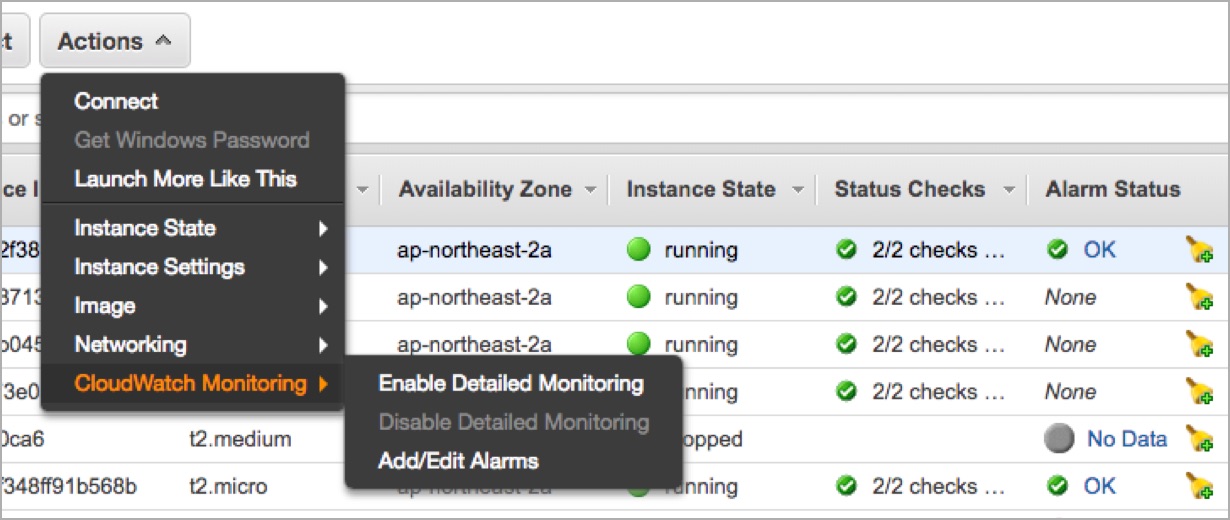 t Actions
Connect
or s
Get Windows Password
Launch More Like This
ce I Availability Zone Instance State Status Checks Alarm Status
Instance State
2f38 ap-northeast-2a running 2/2 checks ... OK
Instance Settings
3713 ap-northeast-2a running 2/2 checks ... None
Image
Networking
b045 ap-northeast-2a running 2/2 checks ... None
CloudWatch Monitoring
Enable Detailed Monitoring
73e0 nning 2/2 checks ... None
Disable Detailed Monitoring
0ca6 t2.medium opped No Data
Add/Edit Alarms
f348ff91b568b t2.micro ap-northeast-2a running 2/2 checks ... OK